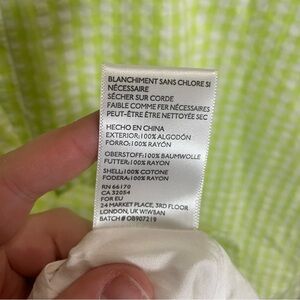 BLANCHIMENT SANS CHLORE SI
NÉCESSAIRE
SÉCHER SUR CORDE
FAIBLE COMME FER NÉCESSAIRES
PEUT-ÊTRE ÊTRE NETTOYÉE SEC
HECHO EN CHINA
EXTERIOR:100% ALGODÓN
FORRO:100% RAYON
OBERSTOFF:100% BAUMWOLLE
FUTTER:100% RAYON
SHELL:100% COTONE
FODERA:100% RAYON
RN 66170
CA 32054
FOR EU
24 MARKET PLACE, 3RD FLOOR
LONDON, UK W1W8AN
BATCH# OB907219